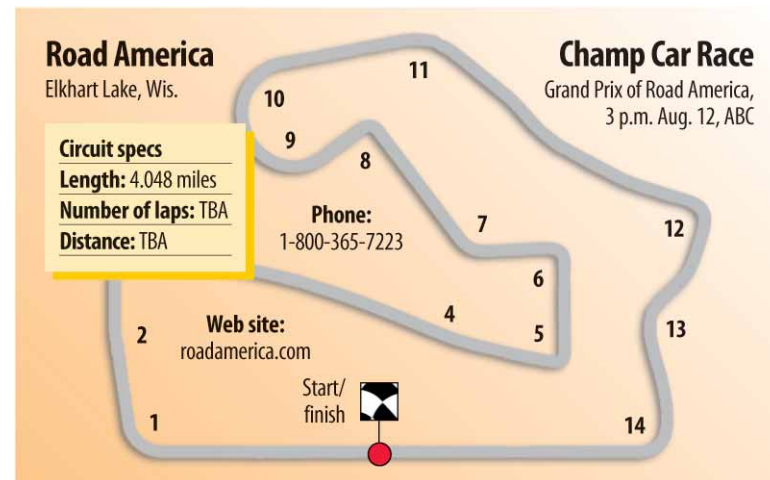 Road America
Elkhart Lake, Wis.
Champ Car Race
Grand Prix of Road America,
3 p.m. Aug. 12, ABC
Circuit specs
Length: 4.048 miles
Number of laps: TBA
Distance: TBA
Phone:
1-800-365-7223
Web site:
roadamerica.com
Start/
finish
1
2
4
5
6
7
8
9
10
11
12
13
14